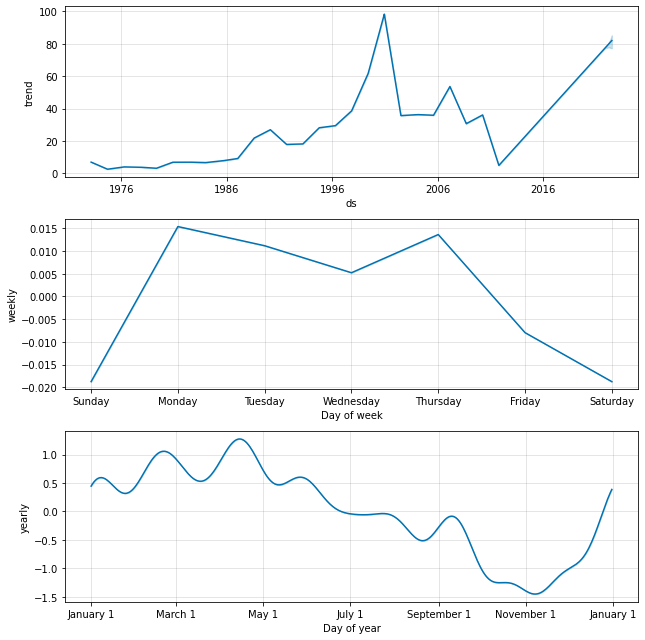 100
80
60
40
20
0
trend
1976 1986 1996 2006 2016
ds
0.015
0.010
0.005
0.000
−0.005
−0.010
−0.015
−0.020
weekly
Sunday Monday Tuesday Wednesday Thursday Friday Saturday
Day of week
1.0
0.5
0.0
−0.5
−1.0
−1.5
yearly
January 1 March 1 May 1 July 1 September 1 November 1 January 1
Day of year